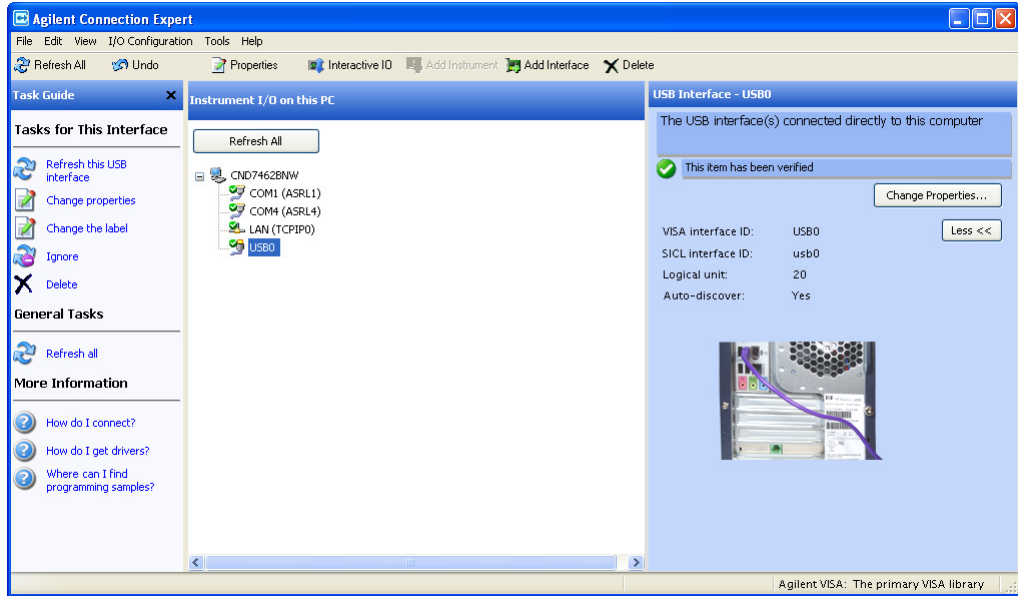 Agilent Connection Expert
File Edit View I/O Configuration Tools Help
Refresh All Undo Properties Interactive IO Add Instrument Add Interface Delete
Task Guide
Tasks for This Interface
Refresh this USB
interface
Change properties
Change the label
Ignore
Delete
General Tasks
Refresh all
More Information
How do I connect?
How do I get drivers?
Where can I find
programming samples?
Instrument I/O on this PC
Refresh All
CND7462BNW
COM1 (ASRL1)
COM4 (ASRL4)
LAN (TCPIP0)
USB0
USB Interface - USB0
The USB interface(s) connected directly to this computer
This item has been verified
Change Properties...
VISA interface ID: USB0
Less <<
SICL interface ID: usb0
Logical unit: 20
Auto-discover: Yes
Agilent VISA: The primary VISA library